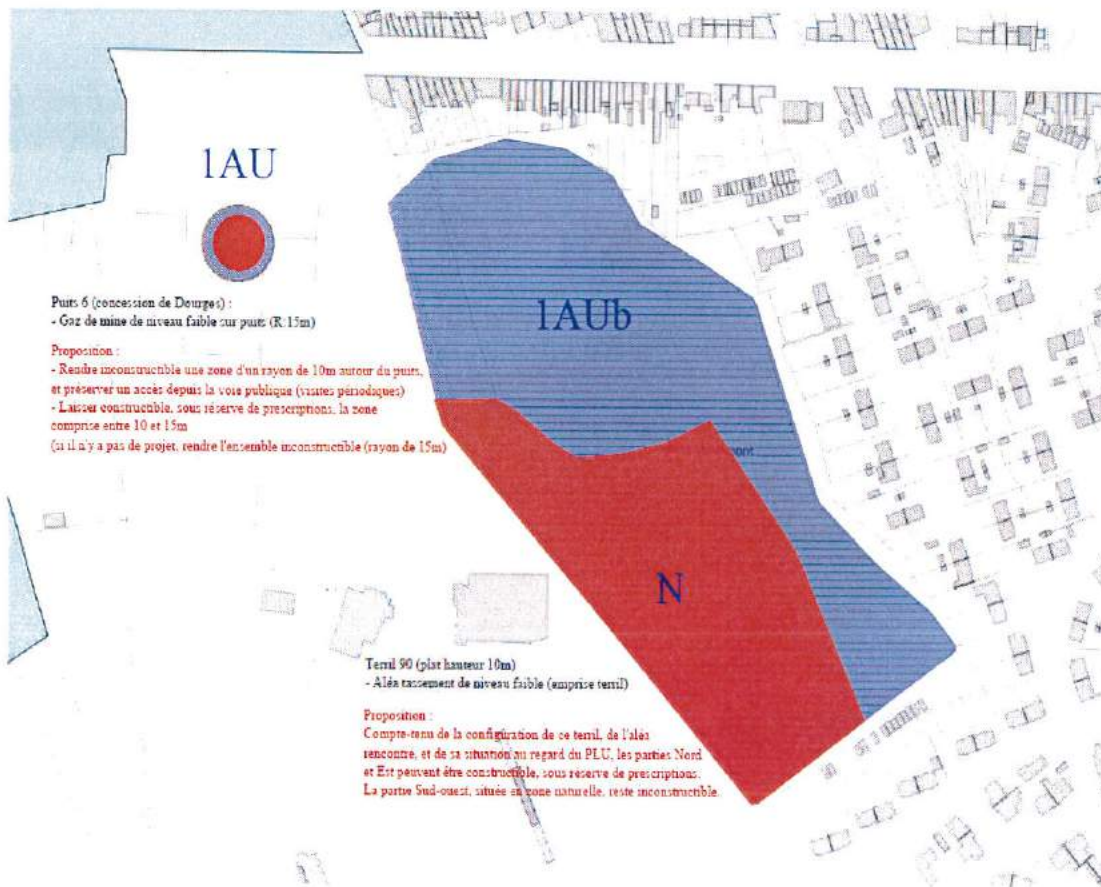 1AU
Puits 6 (concession de Dourges) :
- Gaz de mine de niveau faible sur puits (R:15m)
Proposition :
- Rendre inconstructible une zone d'un rayon de 10m autour du puits,
et préserver un accès depuis la voie publique (visites périodiques)
- Laisser constructible, sous réserve de prescriptions, la zone
comprise entre 10 et 15m
(si il n'y a pas de projet, rendre l'ensemble inconstructible (rayon de 15m)
1AUb
ont
N
Terril 90 (plat hauteur 10m)
- Aléa tassement de niveau faible (emprise terril)
Proposition :
Compte-tenu de la configuration de ce terril, de l'aléa
rencontre, et de sa situation au regard du PLU, les parties Nord
et Est peuvent être constructible, sous réserve de prescriptions.
La partie Sud-ouest, située en zone naturelle, reste inconstructible.